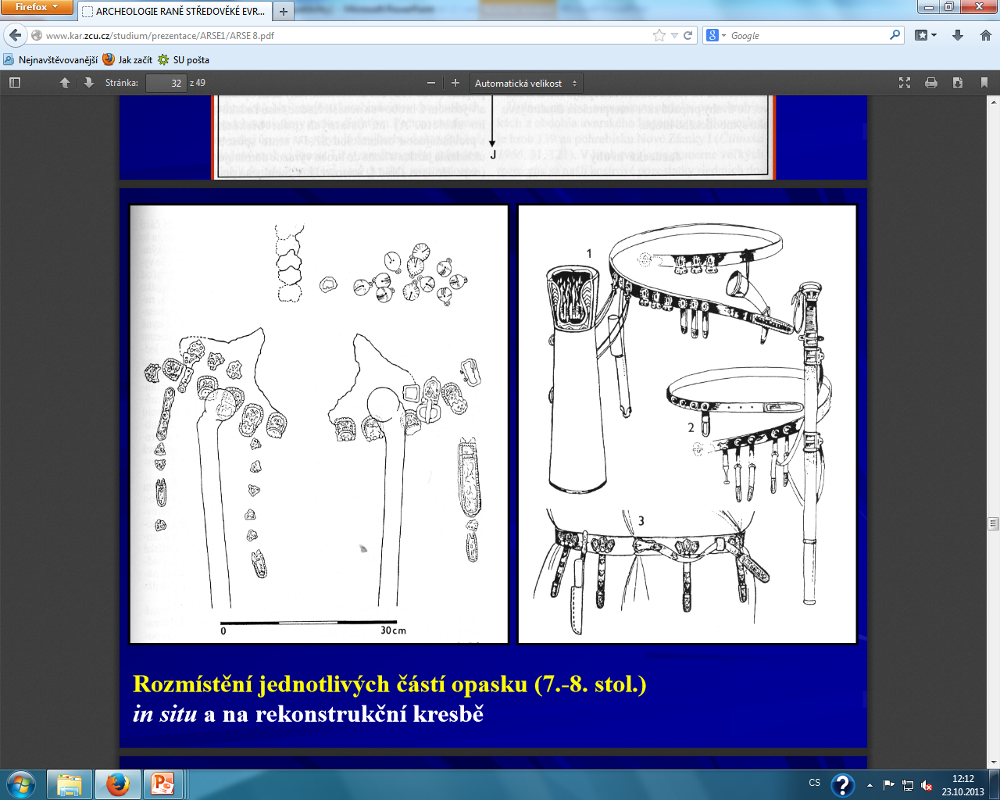 Firefox
ARCHEOLOGIE RANĚ STŘEDOVĚKÉ EVR...
Microsoft PowerPoint
www.kar.zcu.cz/studium/prezentace/ARSE1/ARSE 8.pdf
Google
Nejnavštěvovanější
Jak začít
SU pošta
Stránka:
32
z 49
Automatická velikost
J
1
2
3
0
30cm
Rozmístění jednotlivých částí opasku (7.-8. stol.)
in situ a na rekonstrukční kresbě
CS
12:12
23.10.2013